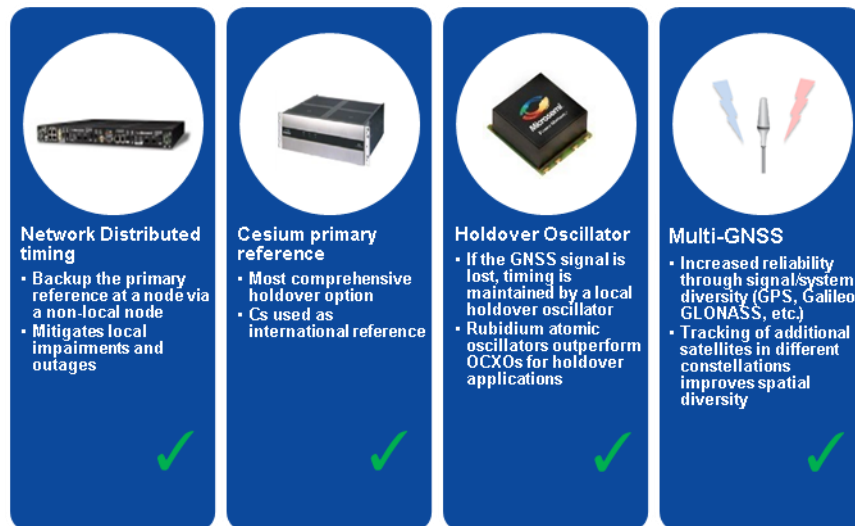 Network Distributed
timing
▪ Backup the primary
reference at a node via
a non-local node
▪ Mitigates local
impairments and
outages
Cesium primary
reference
▪ Most comprehensive
holdover option
▪ Cs used as
international reference
Microsemi
Holdover Oscillator
▪ If the GNSS signal is
lost, timing is
maintained by a local
holdover oscillator
▪ Rubidium atomic
oscillators outperform
OCXOs for holdover
applications
Multi-GNSS
▪ Increased reliability
through signal/system
diversity (GPS, Galileo
GLONASS, etc.)
▪ Tracking of additional
satellites in different
constellations
improves spatial
diversity